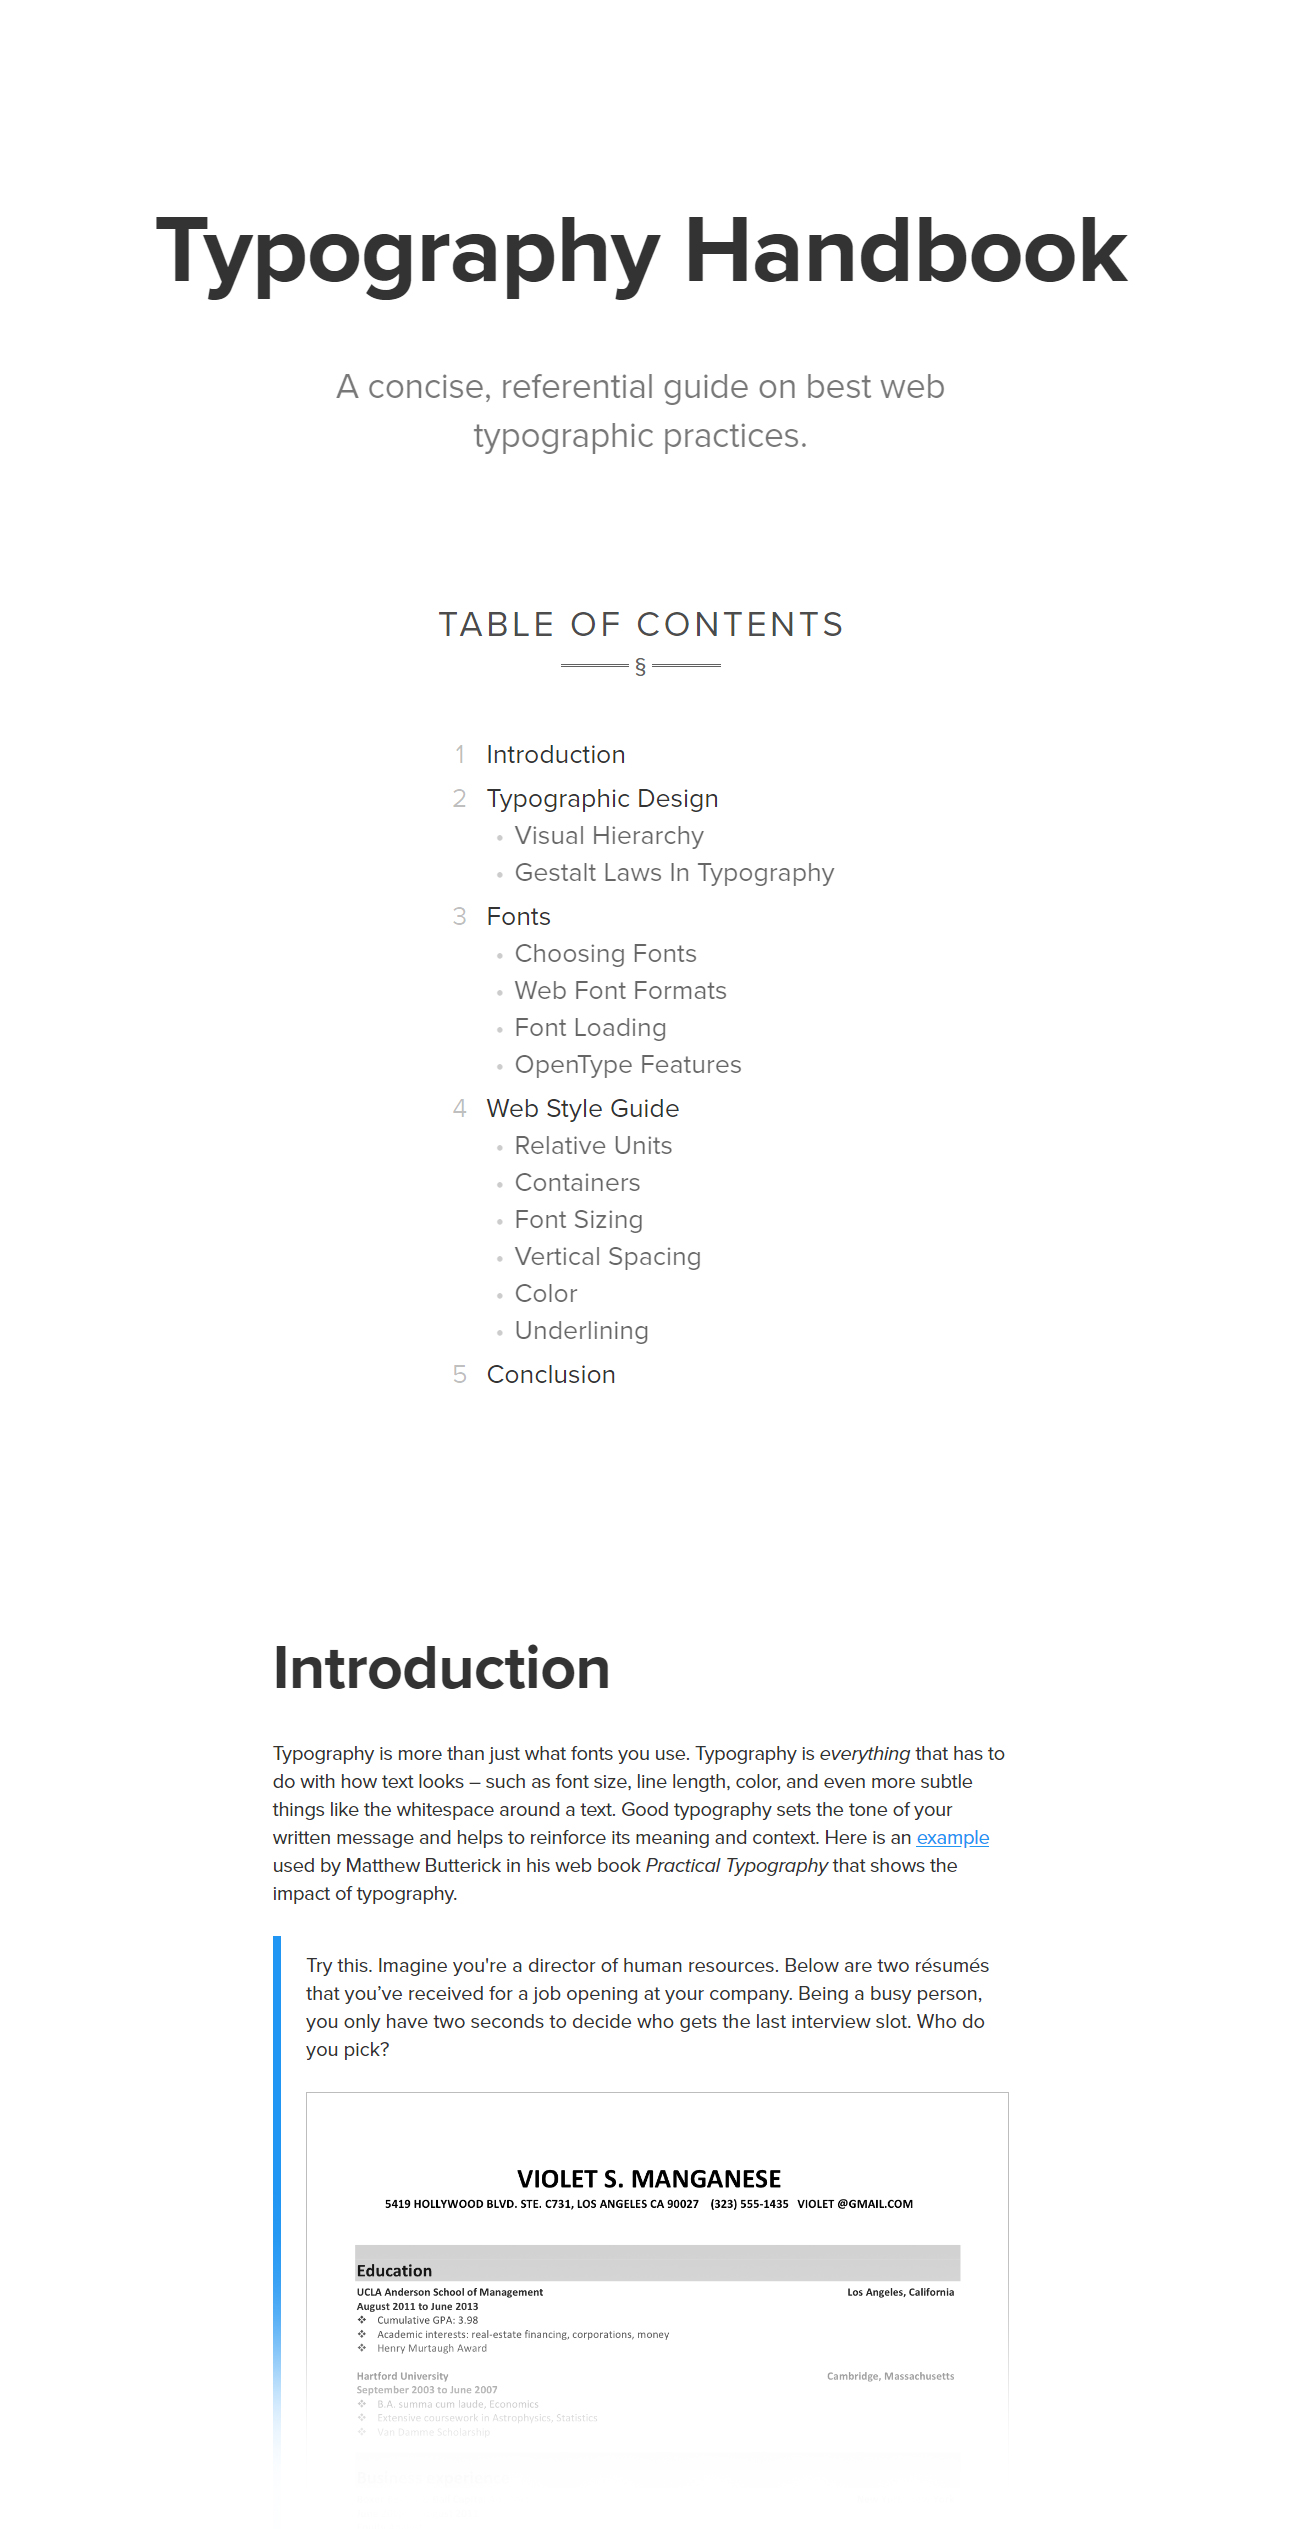 Typography Handbook
A concise, referential guide on best web
typographic practices.
TABLE OF CONTENTS
§
1 Introduction
2 Typographic Design
• Visual Hierarchy
• Gestalt Laws In Typography
3 Fonts
• Choosing Fonts
• Web Font Formats
• Font Loading
• OpenType Features
4 Web Style Guide
• Relative Units
• Containers
• Font Sizing
• Vertical Spacing
• Color
• Underlining
5 Conclusion
Introduction
Typography is more than just what fonts you use. Typography is everything that has to
do with how text looks – such as font size, line length, color, and even more subtle
things like the whitespace around a text. Good typography sets the tone of your
written message and helps to reinforce its meaning and context. Here is an example
used by Matthew Butterick in his web book Practical Typography that shows the
impact of typography.
Try this. Imagine you're a director of human resources. Below are two résumés
that you’ve received for a job opening at your company. Being a busy person,
you only have two seconds to decide who gets the last interview slot. Who do
you pick?
VIOLET S. MANGANESE
5419 HOLLYWOOD BLVD. STE. C731, LOS ANGELES CA 90027 (323) 555-1435 VIOLET @GMAIL.COM
Education
UCLA Anderson School of Management Los Angeles, California
August 2011 to June 2013
❖ Cumulative GPA: 3.98
❖ Academic interests: real-estate financing, corporations, money
❖ Henry Murtaugh Award
Hartford University Cambridge, Massachusetts
September 2003 to June 2007
❖ B.A. summa cum laude, Economics
❖ Extensive coursework in Astrophysics, Statistics
❖ Van Damme Scholarship